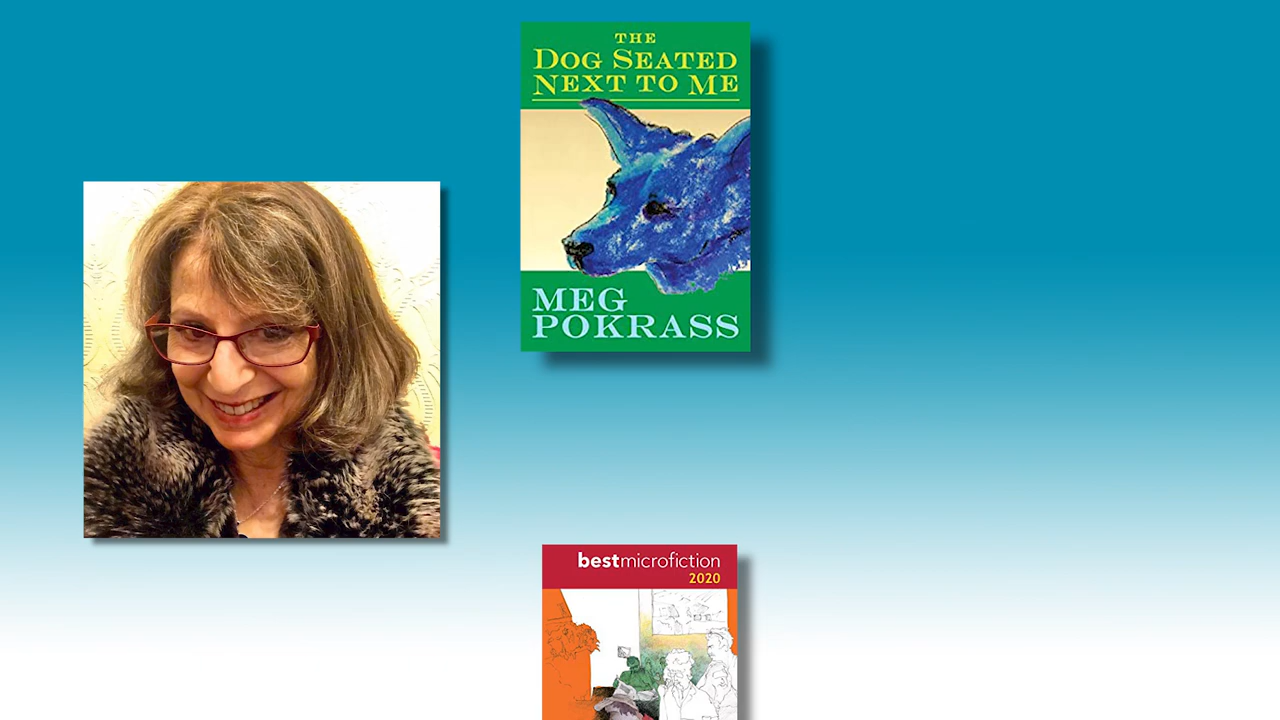 THE
DOG SEATED
NEXT TO ME
MEG
POKRASS
bestmicrofiction
2020